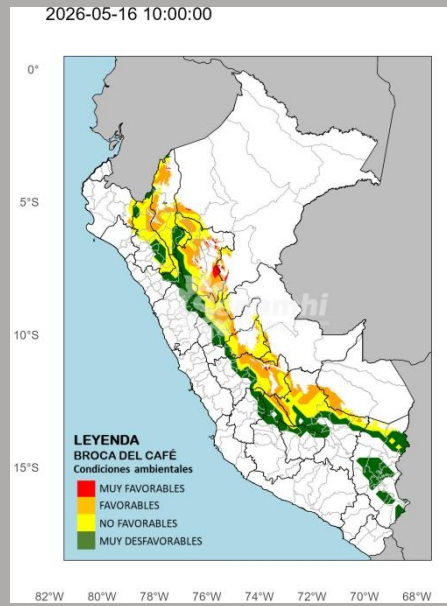 2026-05-16 10:00:00
0°
5°S
10°S
15°S
senamhi
LEYENDA
BROCA DEL CAFÉ
Condiciones ambientales
MUY FAVORABLES
FAVORABLES
NO FAVORABLES
MUY DESFAVORABLES
82°W 80°W 78°W 76°W 74°W 72°W 70°W 68°W